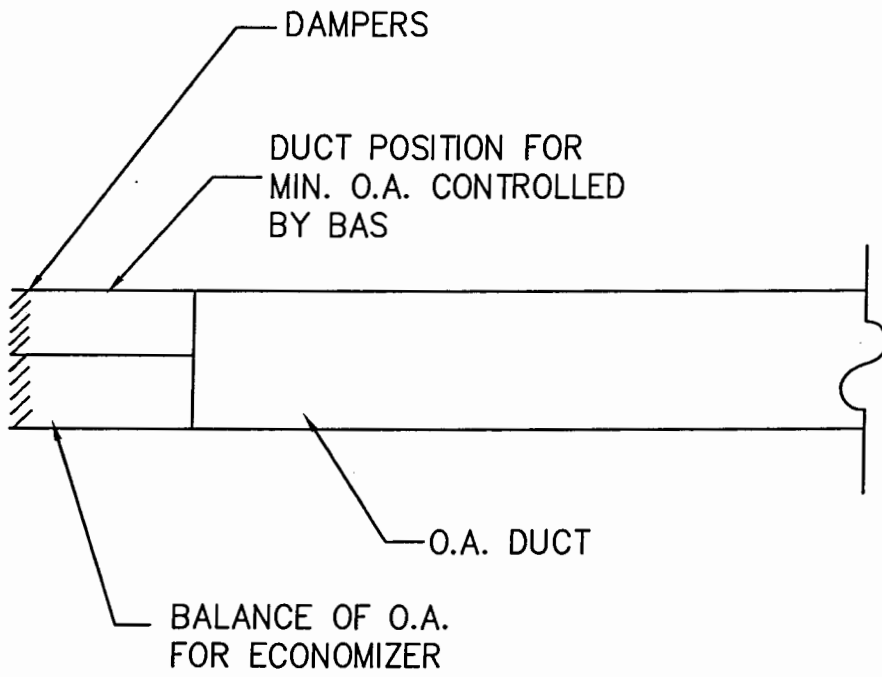 DAMPERS
DUCT POSITION FOR
MIN. O.A. CONTROLLED
BY BAS
O.A. DUCT
BALANCE OF O.A.
FOR ECONOMIZER